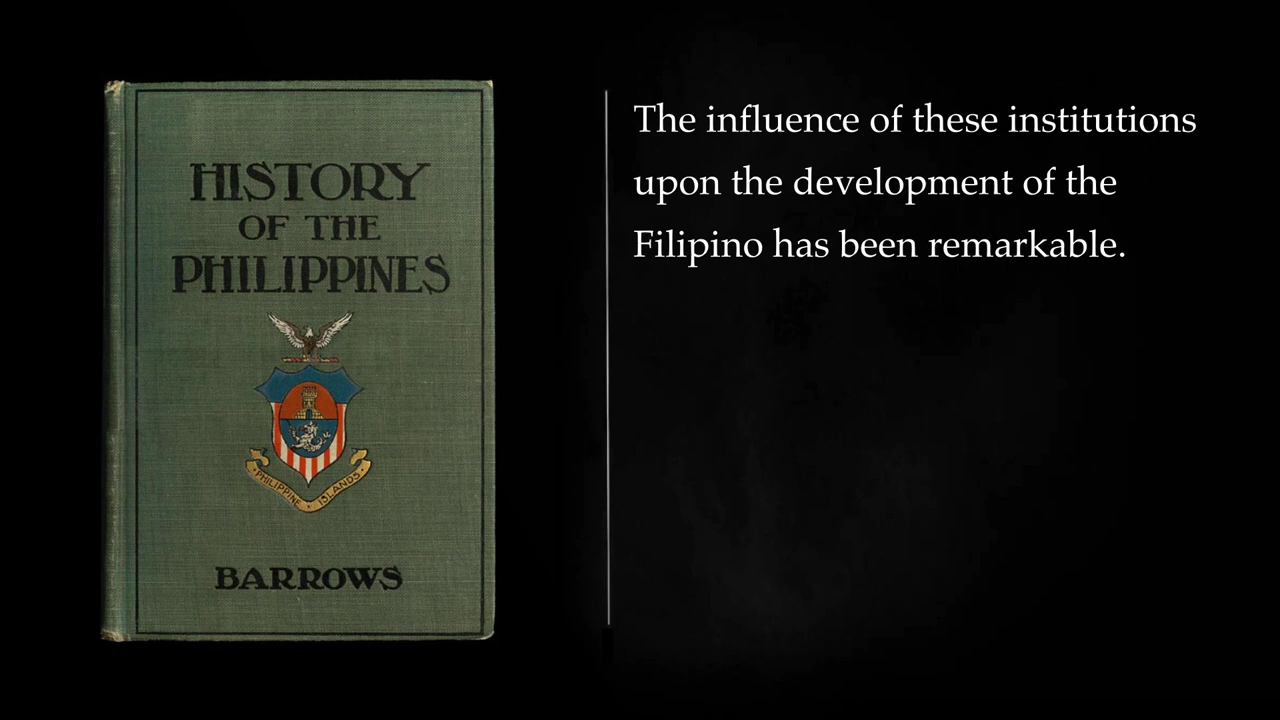 HISTORY
OF THE
PHILIPPINES
PHILIPPINE ISLANDS
BARROWS
The influence of these institutions
upon the development of the
Filipino has been remarkable.